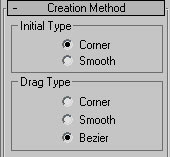 - Creation Method
Initial Type
Corner
Smooth
Drag Type
Corner
Smooth
Bezier